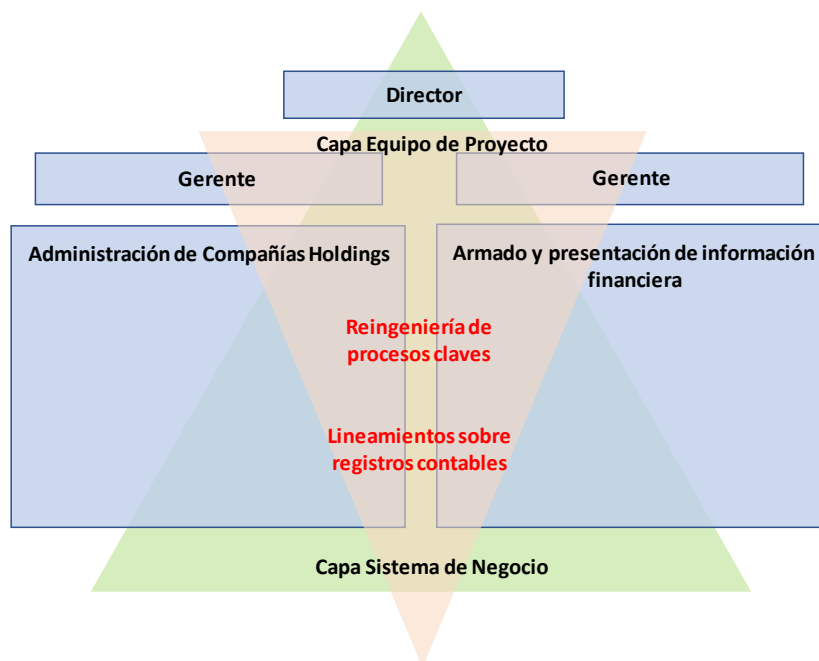 Director
Capa Equipo de Proyecto
Gerente
Gerente
Administración de Compañías Holdings
Armado y presentación de información
financiera
Reingeniería de
procesos claves
Lineamientos sobre
registros contables
Capa Sistema de Negocio